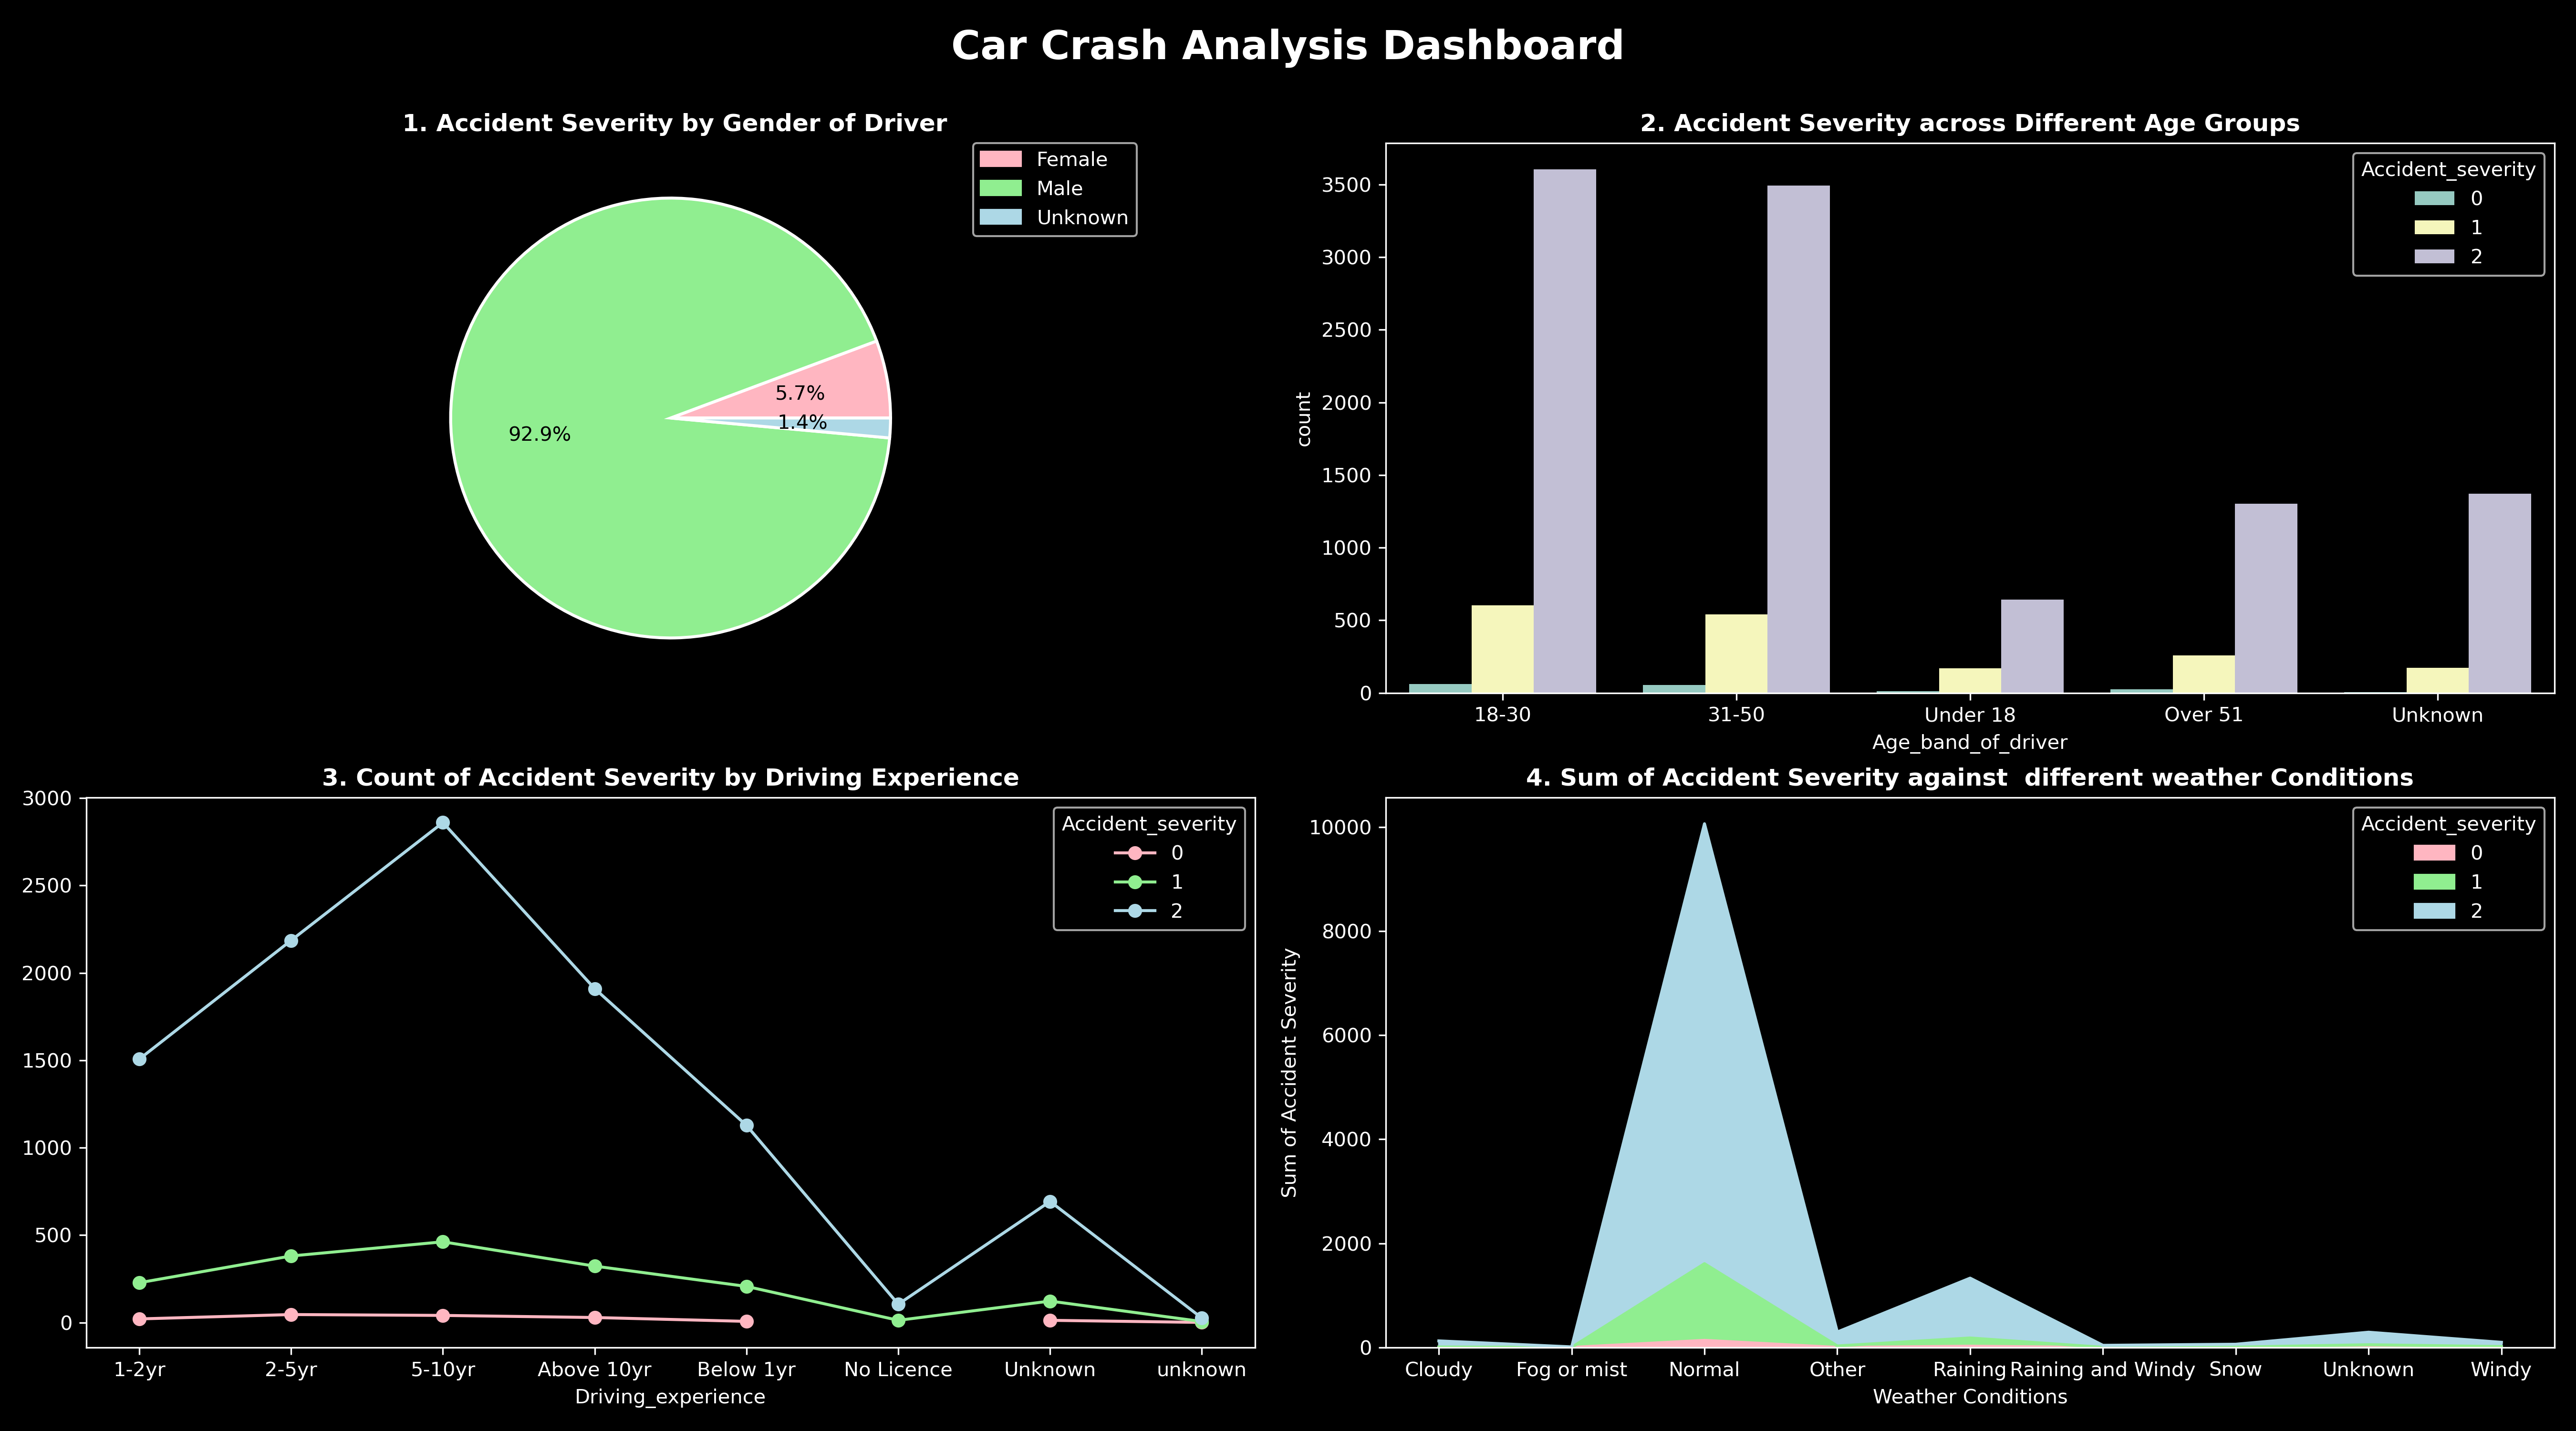 Car Crash Analysis Dashboard
1. Accident Severity by Gender of Driver
Female
Male
Unknown
5.7%
1.4%
92.9%
2. Accident Severity across Different Age Groups
Accident_severity
0
1
2
3500
3000
2500
2000
1500
1000
500
0
count
18-30
31-50
Under 18
Over 51
Unknown
Age_band_of_driver
3. Count of Accident Severity by Driving Experience
Accident_severity
0
1
2
3000
2500
2000
1500
1000
500
0
1-2yr
2-5yr
5-10yr
Above 10yr
Below 1yr
No Licence
Unknown
unknown
Driving_experience
4. Sum of Accident Severity against  different weather Conditions
Accident_severity
0
1
2
10000
8000
6000
4000
2000
0
Sum of Accident Severity
Cloudy
Fog or mist
Normal
Other
Raining
Raining and Windy
Snow
Unknown
Windy
Weather Conditions